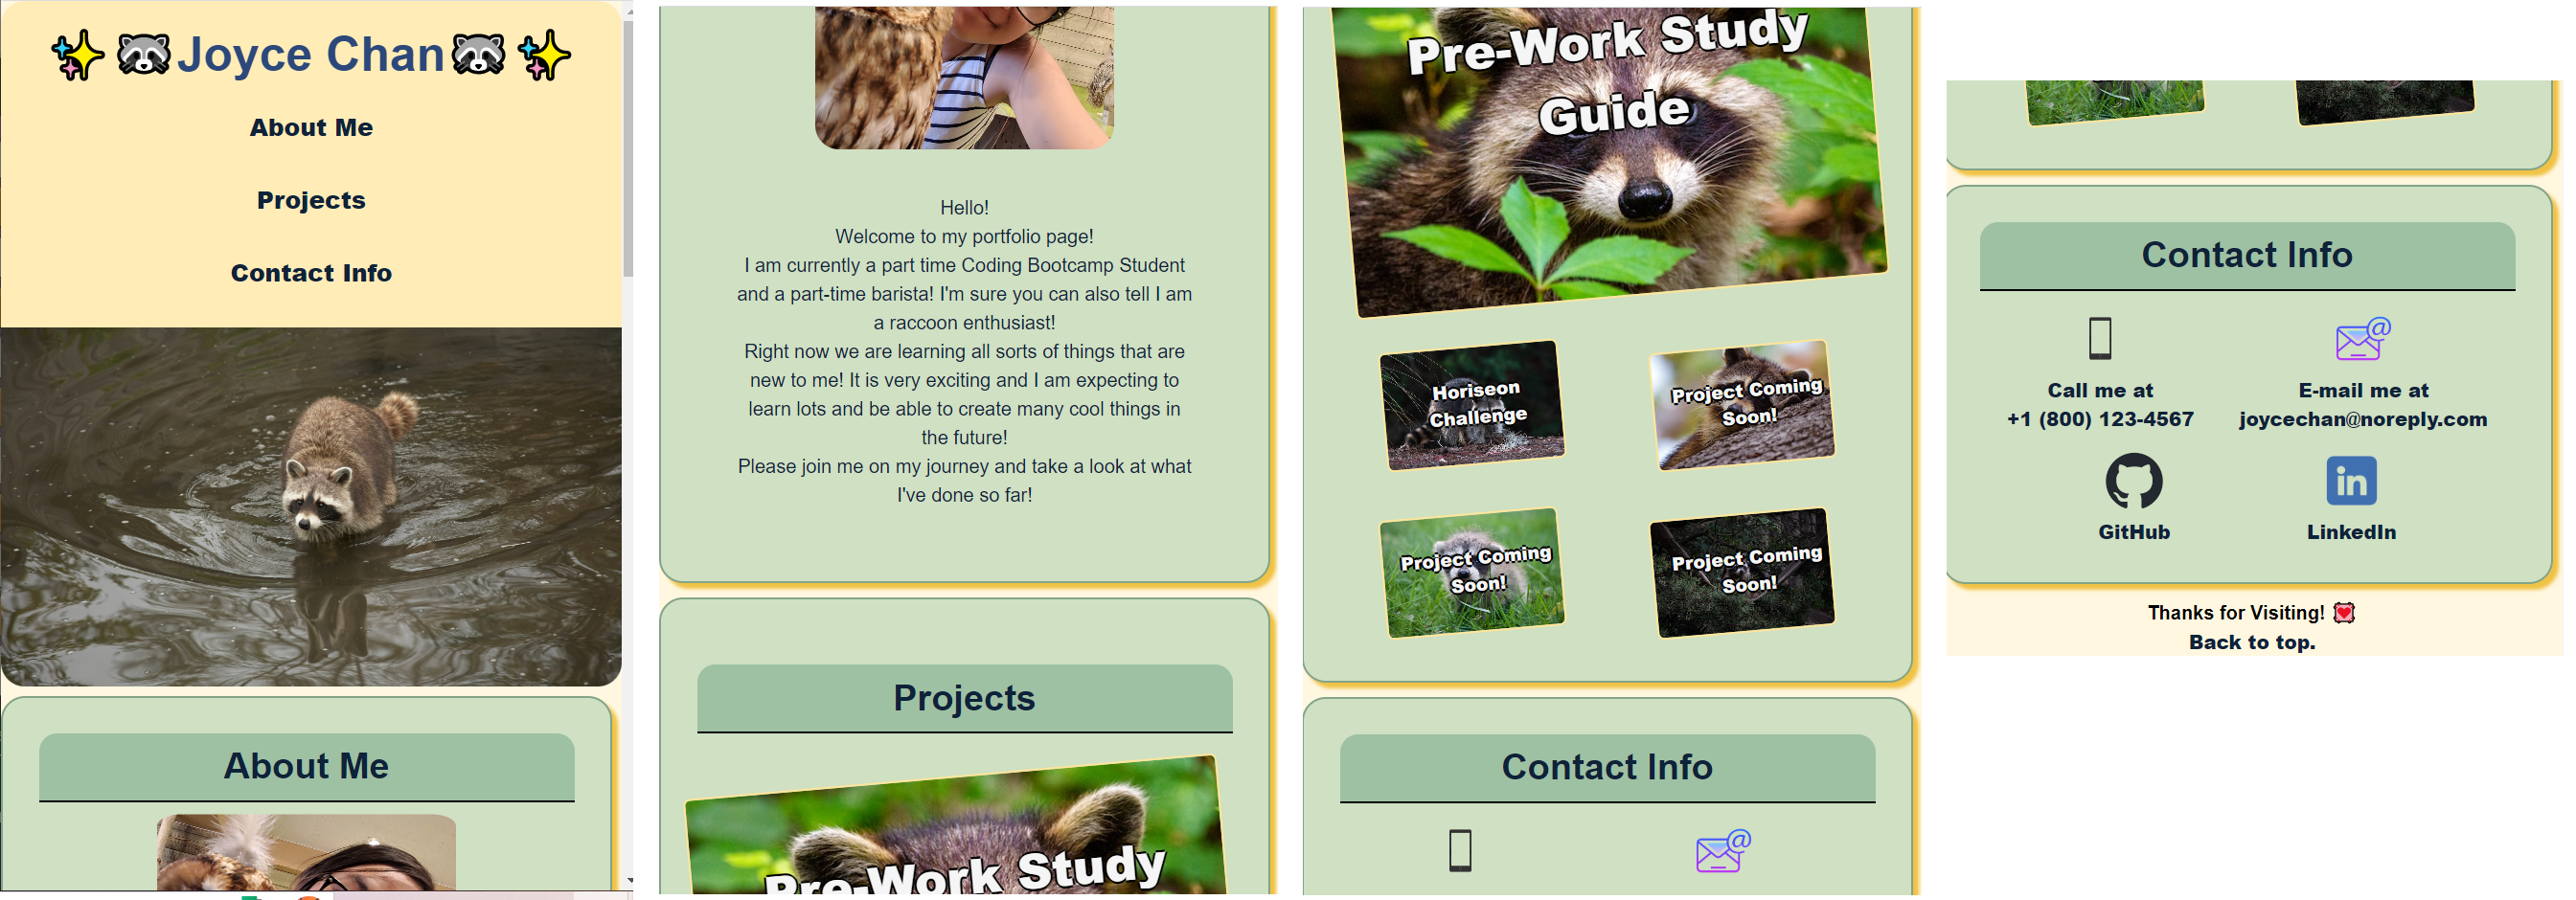 ✨🦝Joyce Chan🦝✨
About Me
Projects
Contact Info
About Me
Hello!
Welcome to my portfolio page!
I am currently a part time Coding Bootcamp Student
and a part-time barista! I'm sure you can also tell I am
a raccoon enthusiast!
Right now we are learning all sorts of things that are
new to me! It is very exciting and I am expecting to
learn lots and be able to create many cool things in
the future!
Please join me on my journey and take a look at what
I've done so far!
Projects
Pre-Work Study
Pre-Work Study
Guide
Horiseon
Challenge
Project Coming
Soon!
Project Coming
Soon!
Project Coming
Soon!
Contact Info
Contact Info
Call me at
+1 (800) 123-4567
E-mail me at
joycechan@noreply.com
GitHub
LinkedIn
Thanks for Visiting! 💟
Back to top.